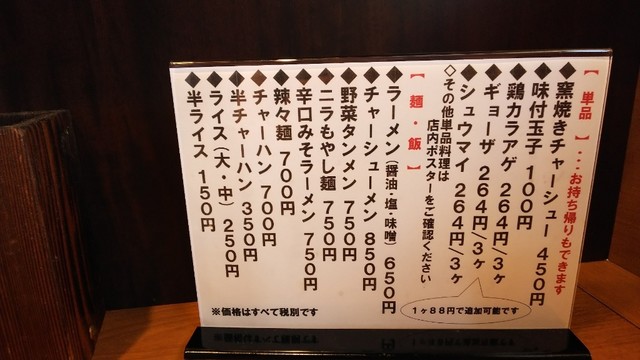 【単品】…お持ち帰りもできます
◆窯焼きチャーシュー 450円
◆味付玉子 100円
◆鶏カラアゲ 264円/3ヶ
◆ギョーザ 264円/3ヶ
◆シュウマイ 264円/3ヶ
1ヶ88円で追加可能です
◇その他単品料理は
店内ポスターをご確認ください
【麺・飯】
◆ラーメン(醤油・塩・味噌) 650円
◆チャーシューメン 850円
◆野菜タンメン 750円
◆ニラもやし麺 750円
◆辛口みそラーメン 750円
◆辣々麺 700円
◆チャーハン 700円
◆半チャーハン 350円
◆ライス(大・中) 250円
◆半ライス 150円
※価格はすべて税別です